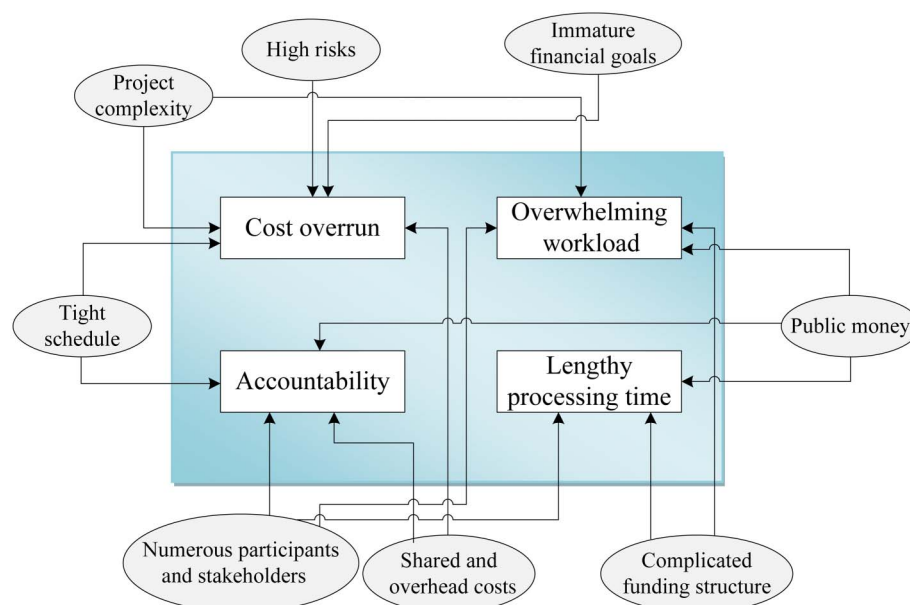 High risks
Immature
financial goals
Project
complexity
Cost overrun
Overwhelming
workload
Tight
schedule
Public money
Accountability
Lengthy
processing time
Numerous participants
and stakeholders
Shared and
overhead costs
Complicated
funding structure